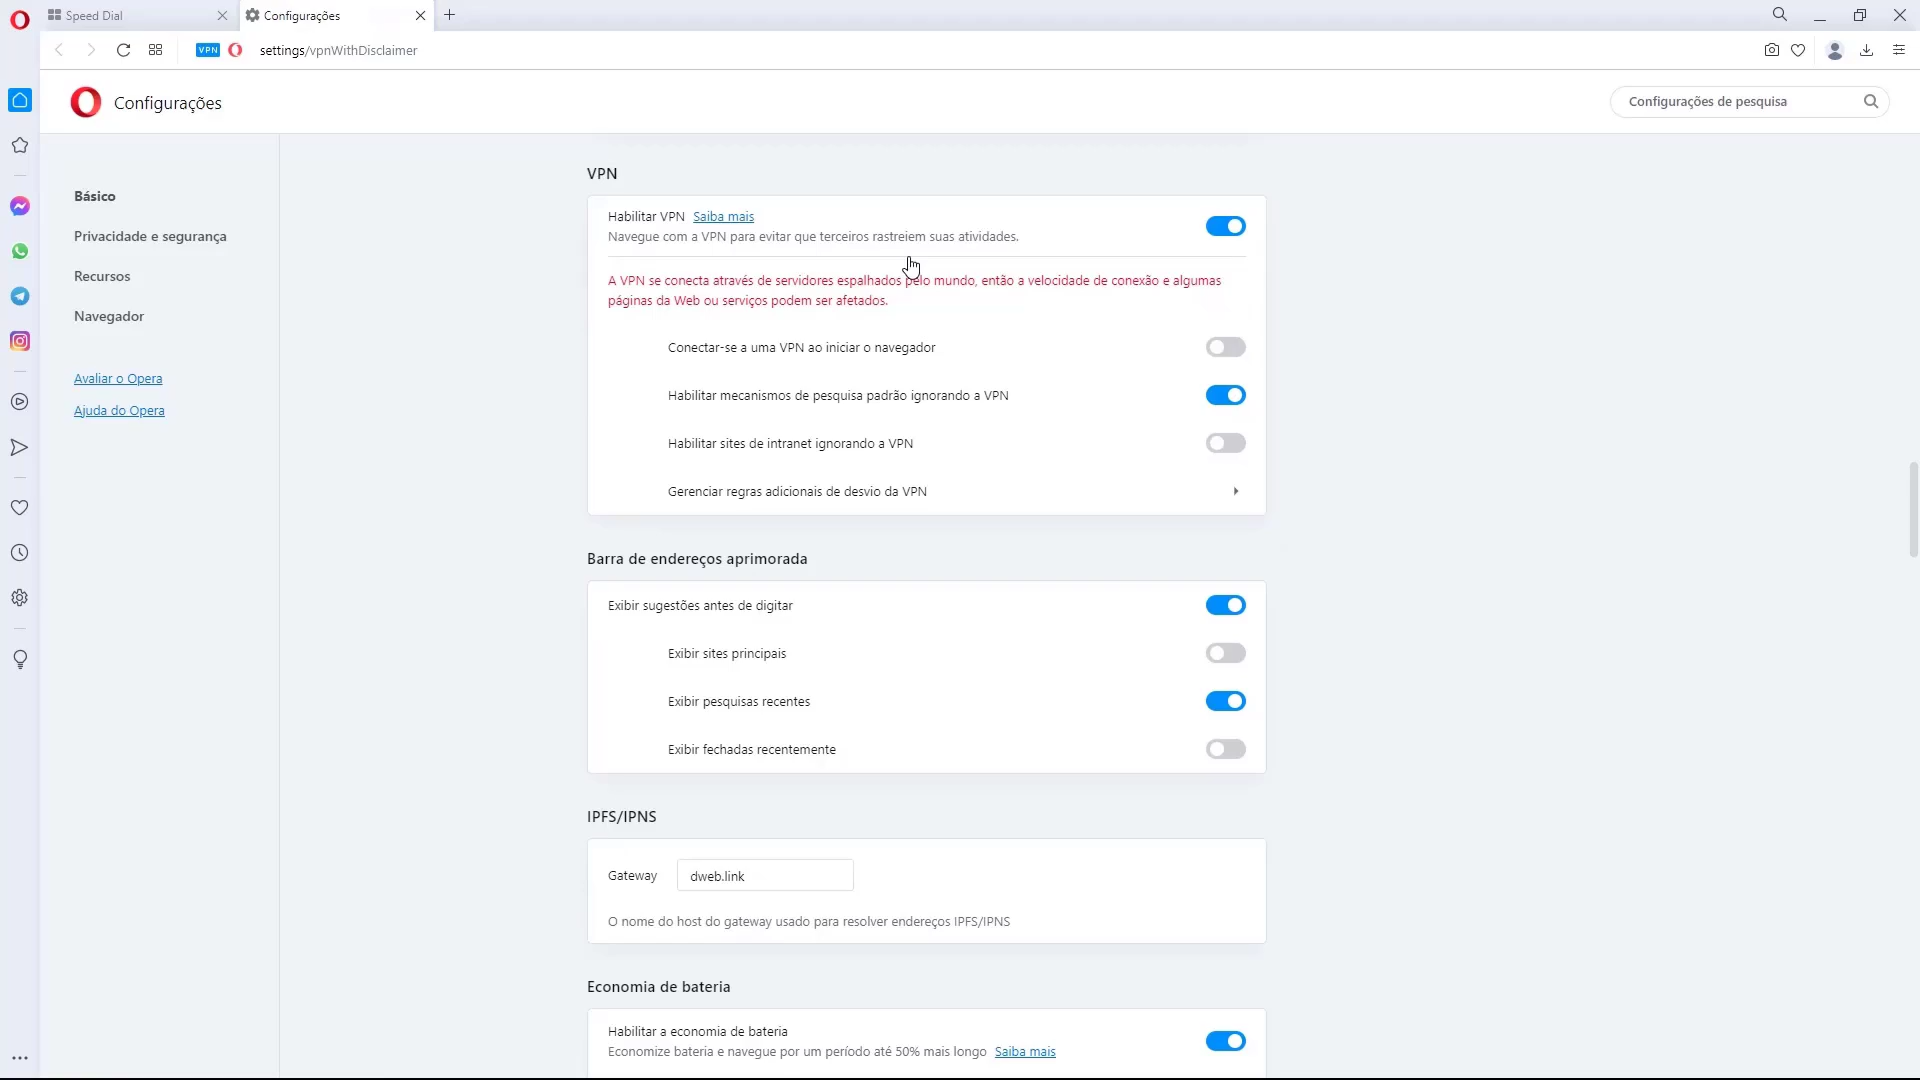 Speed Dial
Configurações
VPN
settings/vpnWithDisclaimer
Configurações
Configurações de pesquisa
Básico
Privacidade e segurança
Recursos
Navegador
Avaliar o Opera
Ajuda do Opera
VPN
Habilitar VPN Saiba mais
Navegue com a VPN para evitar que terceiros rastreiem suas atividades.
A VPN se conecta através de servidores espalhados pelo mundo, então a velocidade de conexão e algumas
páginas da Web ou serviços podem ser afetados.
Conectar-se a uma VPN ao iniciar o navegador
Habilitar mecanismos de pesquisa padrão ignorando a VPN
Habilitar sites de intranet ignorando a VPN
Gerenciar regras adicionais de desvio da VPN
Barra de endereços aprimorada
Exibir sugestões antes de digitar
Exibir sites principais
Exibir pesquisas recentes
Exibir fechadas recentemente
IPFS/IPNS
Gateway dweb.link
O nome do host do gateway usado para resolver endereços IPFS/IPNS
Economia de bateria
Habilitar a economia de bateria
Economize bateria e navegue por um período até 50% mais longo Saiba mais